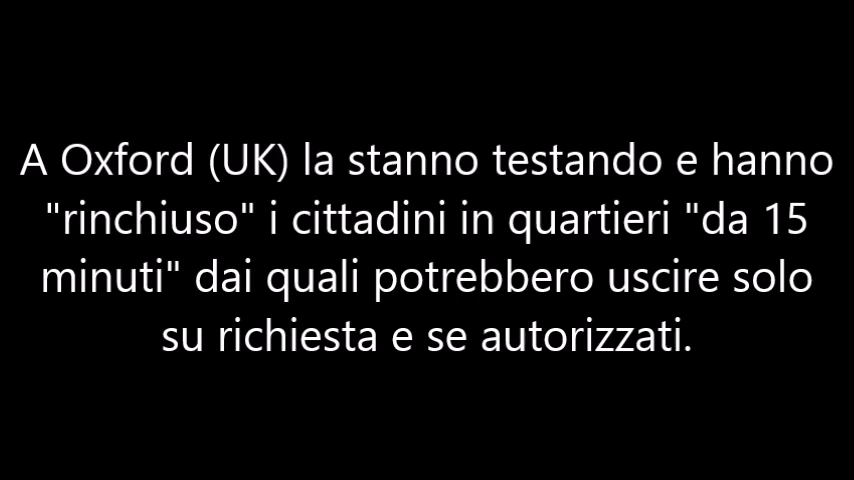 A Oxford (UK) la stanno testando e hanno
"rinchiuso" i cittadini in quartieri "da 15
minuti" dai quali potrebbero uscire solo
su richiesta e se autorizzati.